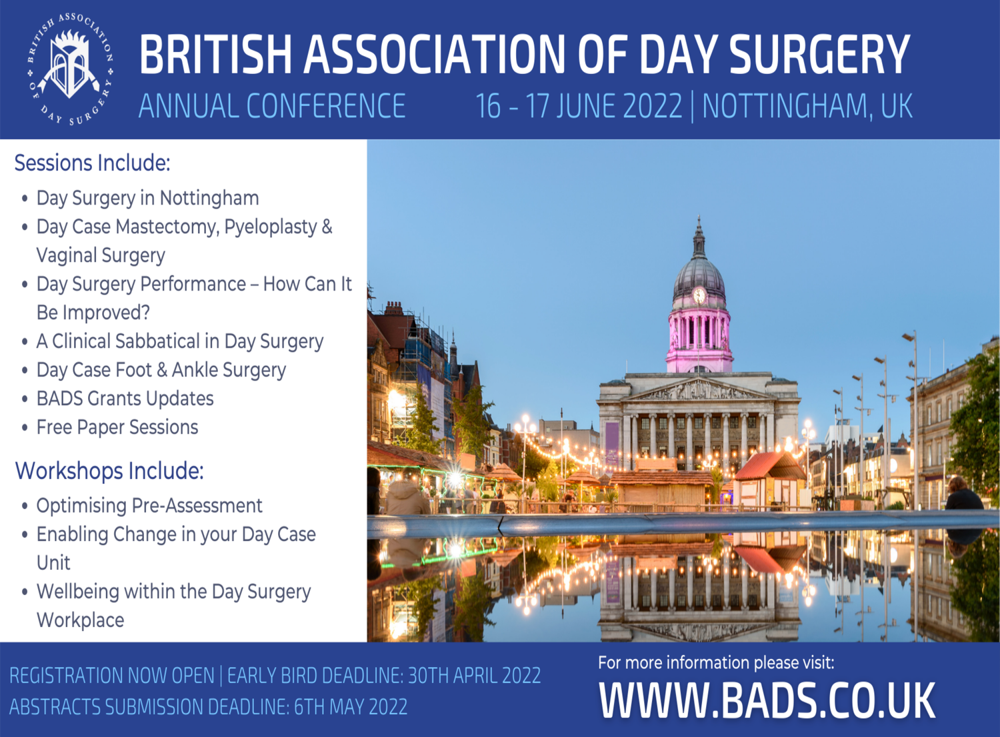 BRITISH ASSOCIATION OF DAY SURGERY
BRITISH ASSOCIATION OF DAY SURGERY
ANNUAL CONFERENCE 16 - 17 JUNE 2022 | NOTTINGHAM, UK
Sessions Include:
• Day Surgery in Nottingham
• Day Case Mastectomy, Pyeloplasty &
Vaginal Surgery
• Day Surgery Performance – How Can It
Be Improved?
• A Clinical Sabbatical in Day Surgery
• Day Case Foot & Ankle Surgery
• BADS Grants Updates
• Free Paper Sessions
Workshops Include:
• Optimising Pre-Assessment
• Enabling Change in your Day Case
Unit
• Wellbeing within the Day Surgery
Workplace
REGISTRATION NOW OPEN | EARLY BIRD DEADLINE: 30TH APRIL 2022
ABSTRACTS SUBMISSION DEADLINE: 6TH MAY 2022
For more information please visit:
WWW.BADS.CO.UK